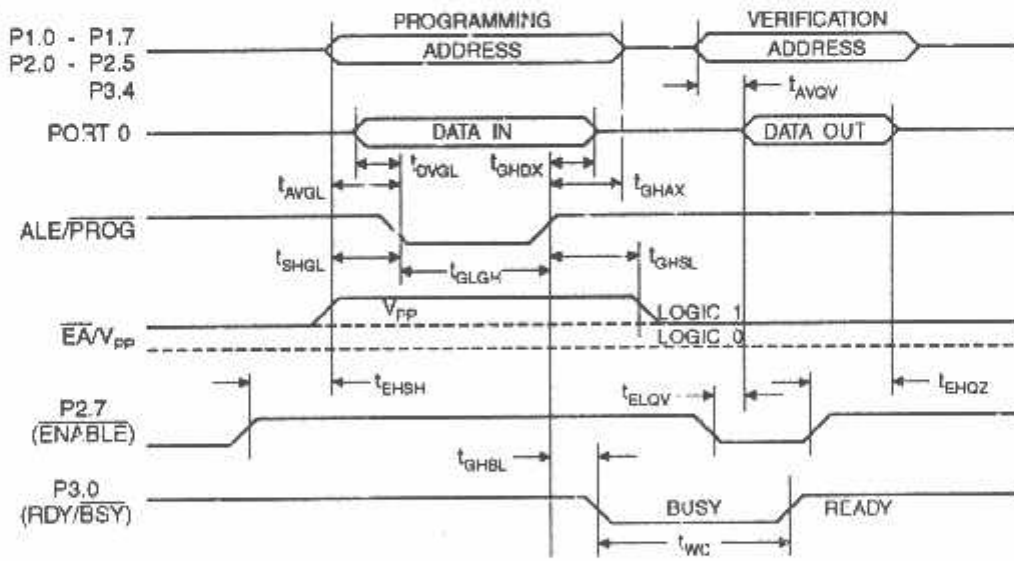 PROGRAMMING VERIFICATION
P1.0 - P1.7
P2.0 - P2.5
P3.4
ADDRESS ADDRESS
tAVQV
PORT 0
DATA IN DATA OUT
tDVGL tGHDX
tAVGL tGHAX
ALE/PROG
tSHGL tGLGH tGHSL
VPP LOGIC 1
EA/VPP LOGIC 0
tEHSH tELQV tEHQZ
P2.7
(ENABLE)
tGHBL
P3.0
(RDY/BSY)
BUSY READY
tWC